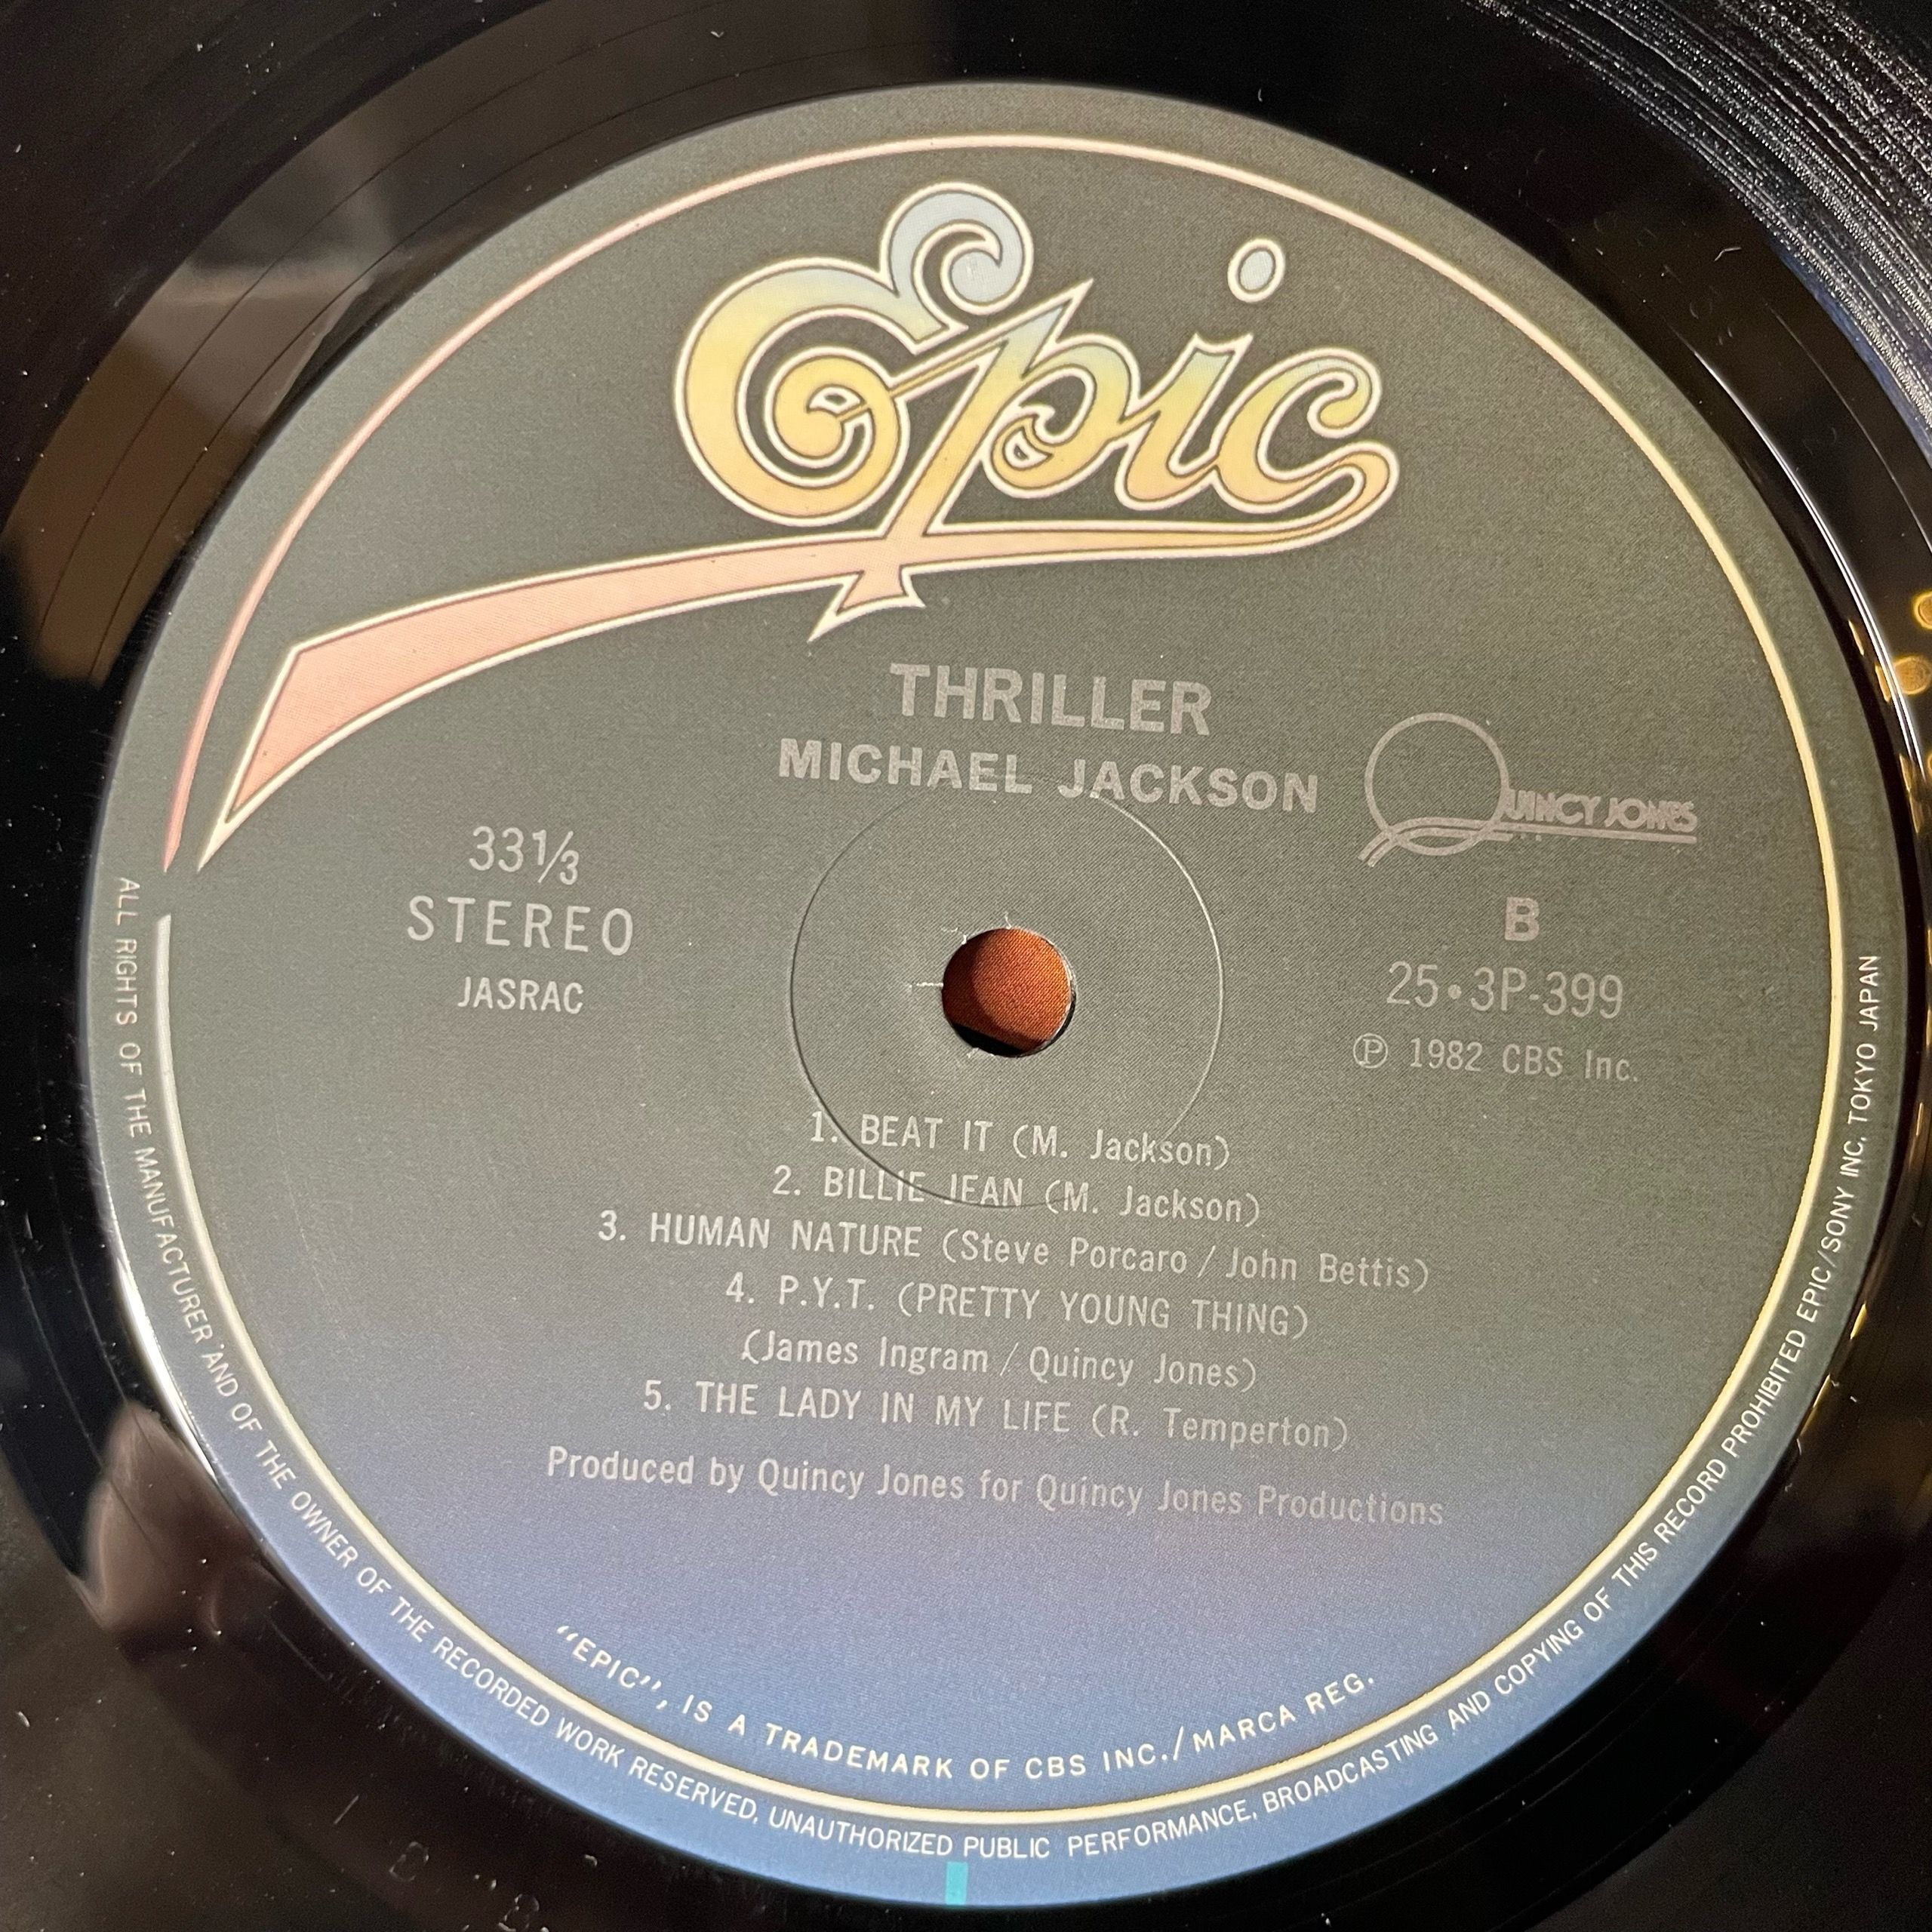 Epic
THRILLER
MICHAEL JACKSON
QUINCY JONES
33⅓
STEREO
JASRAC
B
25•3P-399
Ⓟ 1982 CBS Inc.
1. BEAT IT (M. Jackson)
2. BILLIE JEAN (M. Jackson)
3. HUMAN NATURE (Steve Porcaro / John Bettis)
4. P.Y.T. (PRETTY YOUNG THING)
(James Ingram / Quincy Jones)
5. THE LADY IN MY LIFE (R. Temperton)
Produced by Quincy Jones for Quincy Jones Productions
"EPIC", IS A TRADEMARK OF CBS INC./MARCA REG.
ALL RIGHTS OF THE MANUFACTURER AND OF THE OWNER OF THE RECORDED WORK RESERVED, UNAUTHORIZED PUBLIC PERFORMANCE, BROADCASTING AND COPYING OF THIS RECORD PROHIBITED EPIC/SONY INC, TOKYO JAPAN